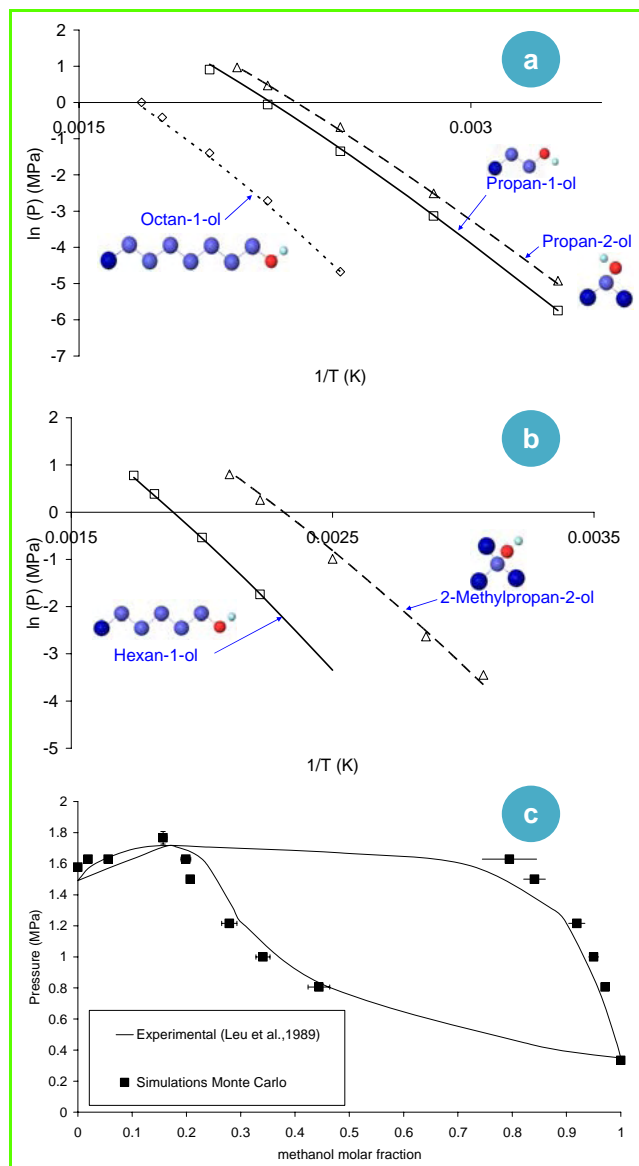 a
2
1
0
-1
-2
-3
-4
-5
-6
-7
0.0015
0.003
ln (P) (MPa)
Propan-1-ol
Octan-1-ol
Propan-2-ol
1/T (K)
b
2
1
0
-1
-2
-3
-4
-5
0.0015
0.0025
0.0035
ln (P) (MPa)
2-Methylpropan-2-ol
Hexan-1-ol
1/T (K)
c
2
1.8
1.6
1.4
1.2
1
0.8
0.6
0.4
0.2
0
Pressure (MPa)
Experimental (Leu et al.,1989)
Simulations Monte Carlo
0 0.1 0.2 0.3 0.4 0.5 0.6 0.7 0.8 0.9 1
methanol molar fraction